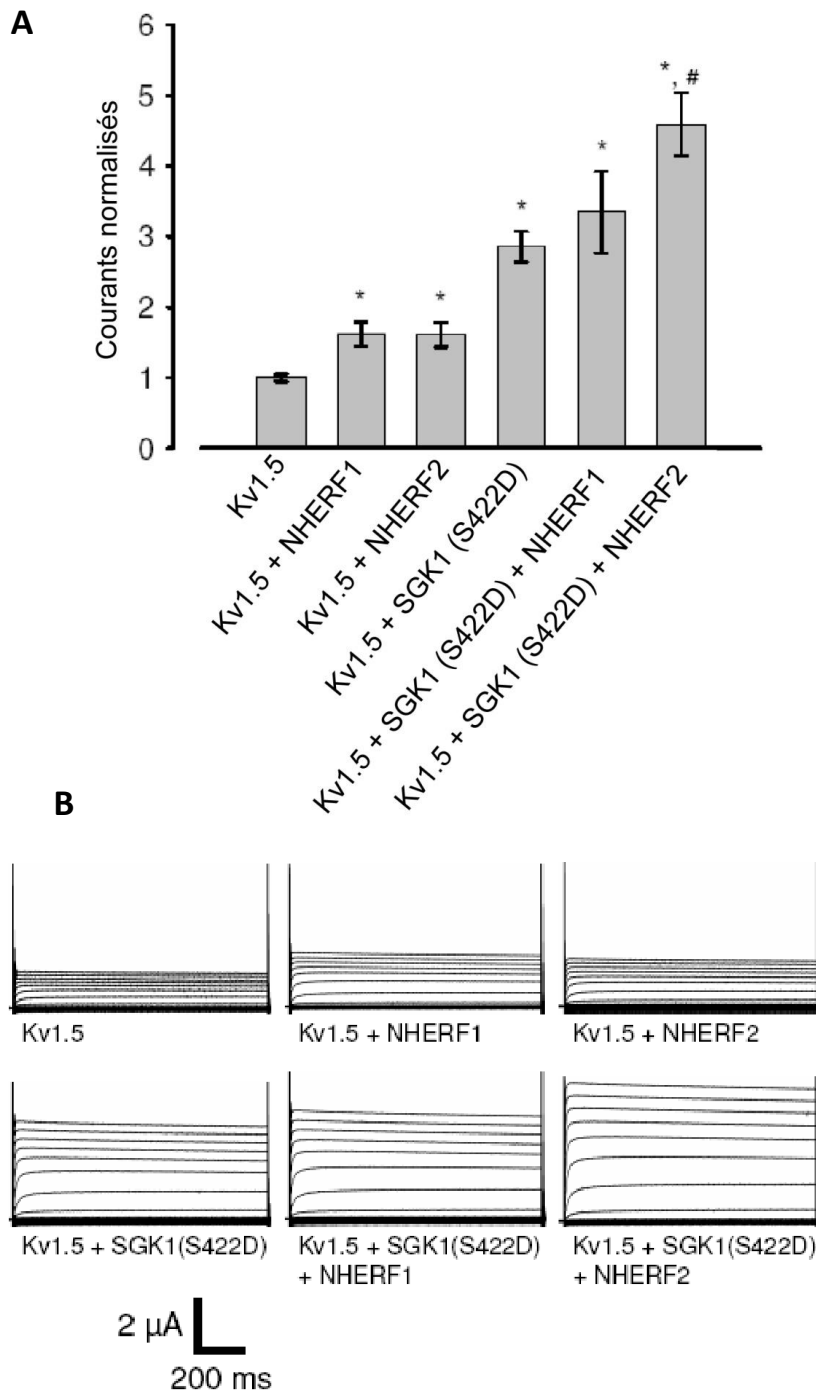 A
6
5
4
3
2
1
0
Courants normalisés
*
*
*
*
*, #
Kv1.5
Kv1.5 + NHERF1
Kv1.5 + NHERF2
Kv1.5 + SGK1 (S422D)
Kv1.5 + SGK1 (S422D) + NHERF1
Kv1.5 + SGK1 (S422D) + NHERF2
B
Kv1.5
Kv1.5 + NHERF1
Kv1.5 + NHERF2
Kv1.5 + SGK1(S422D)
Kv1.5 + SGK1(S422D)
+ NHERF1
Kv1.5 + SGK1(S422D)
+ NHERF2
2 µA
200 ms